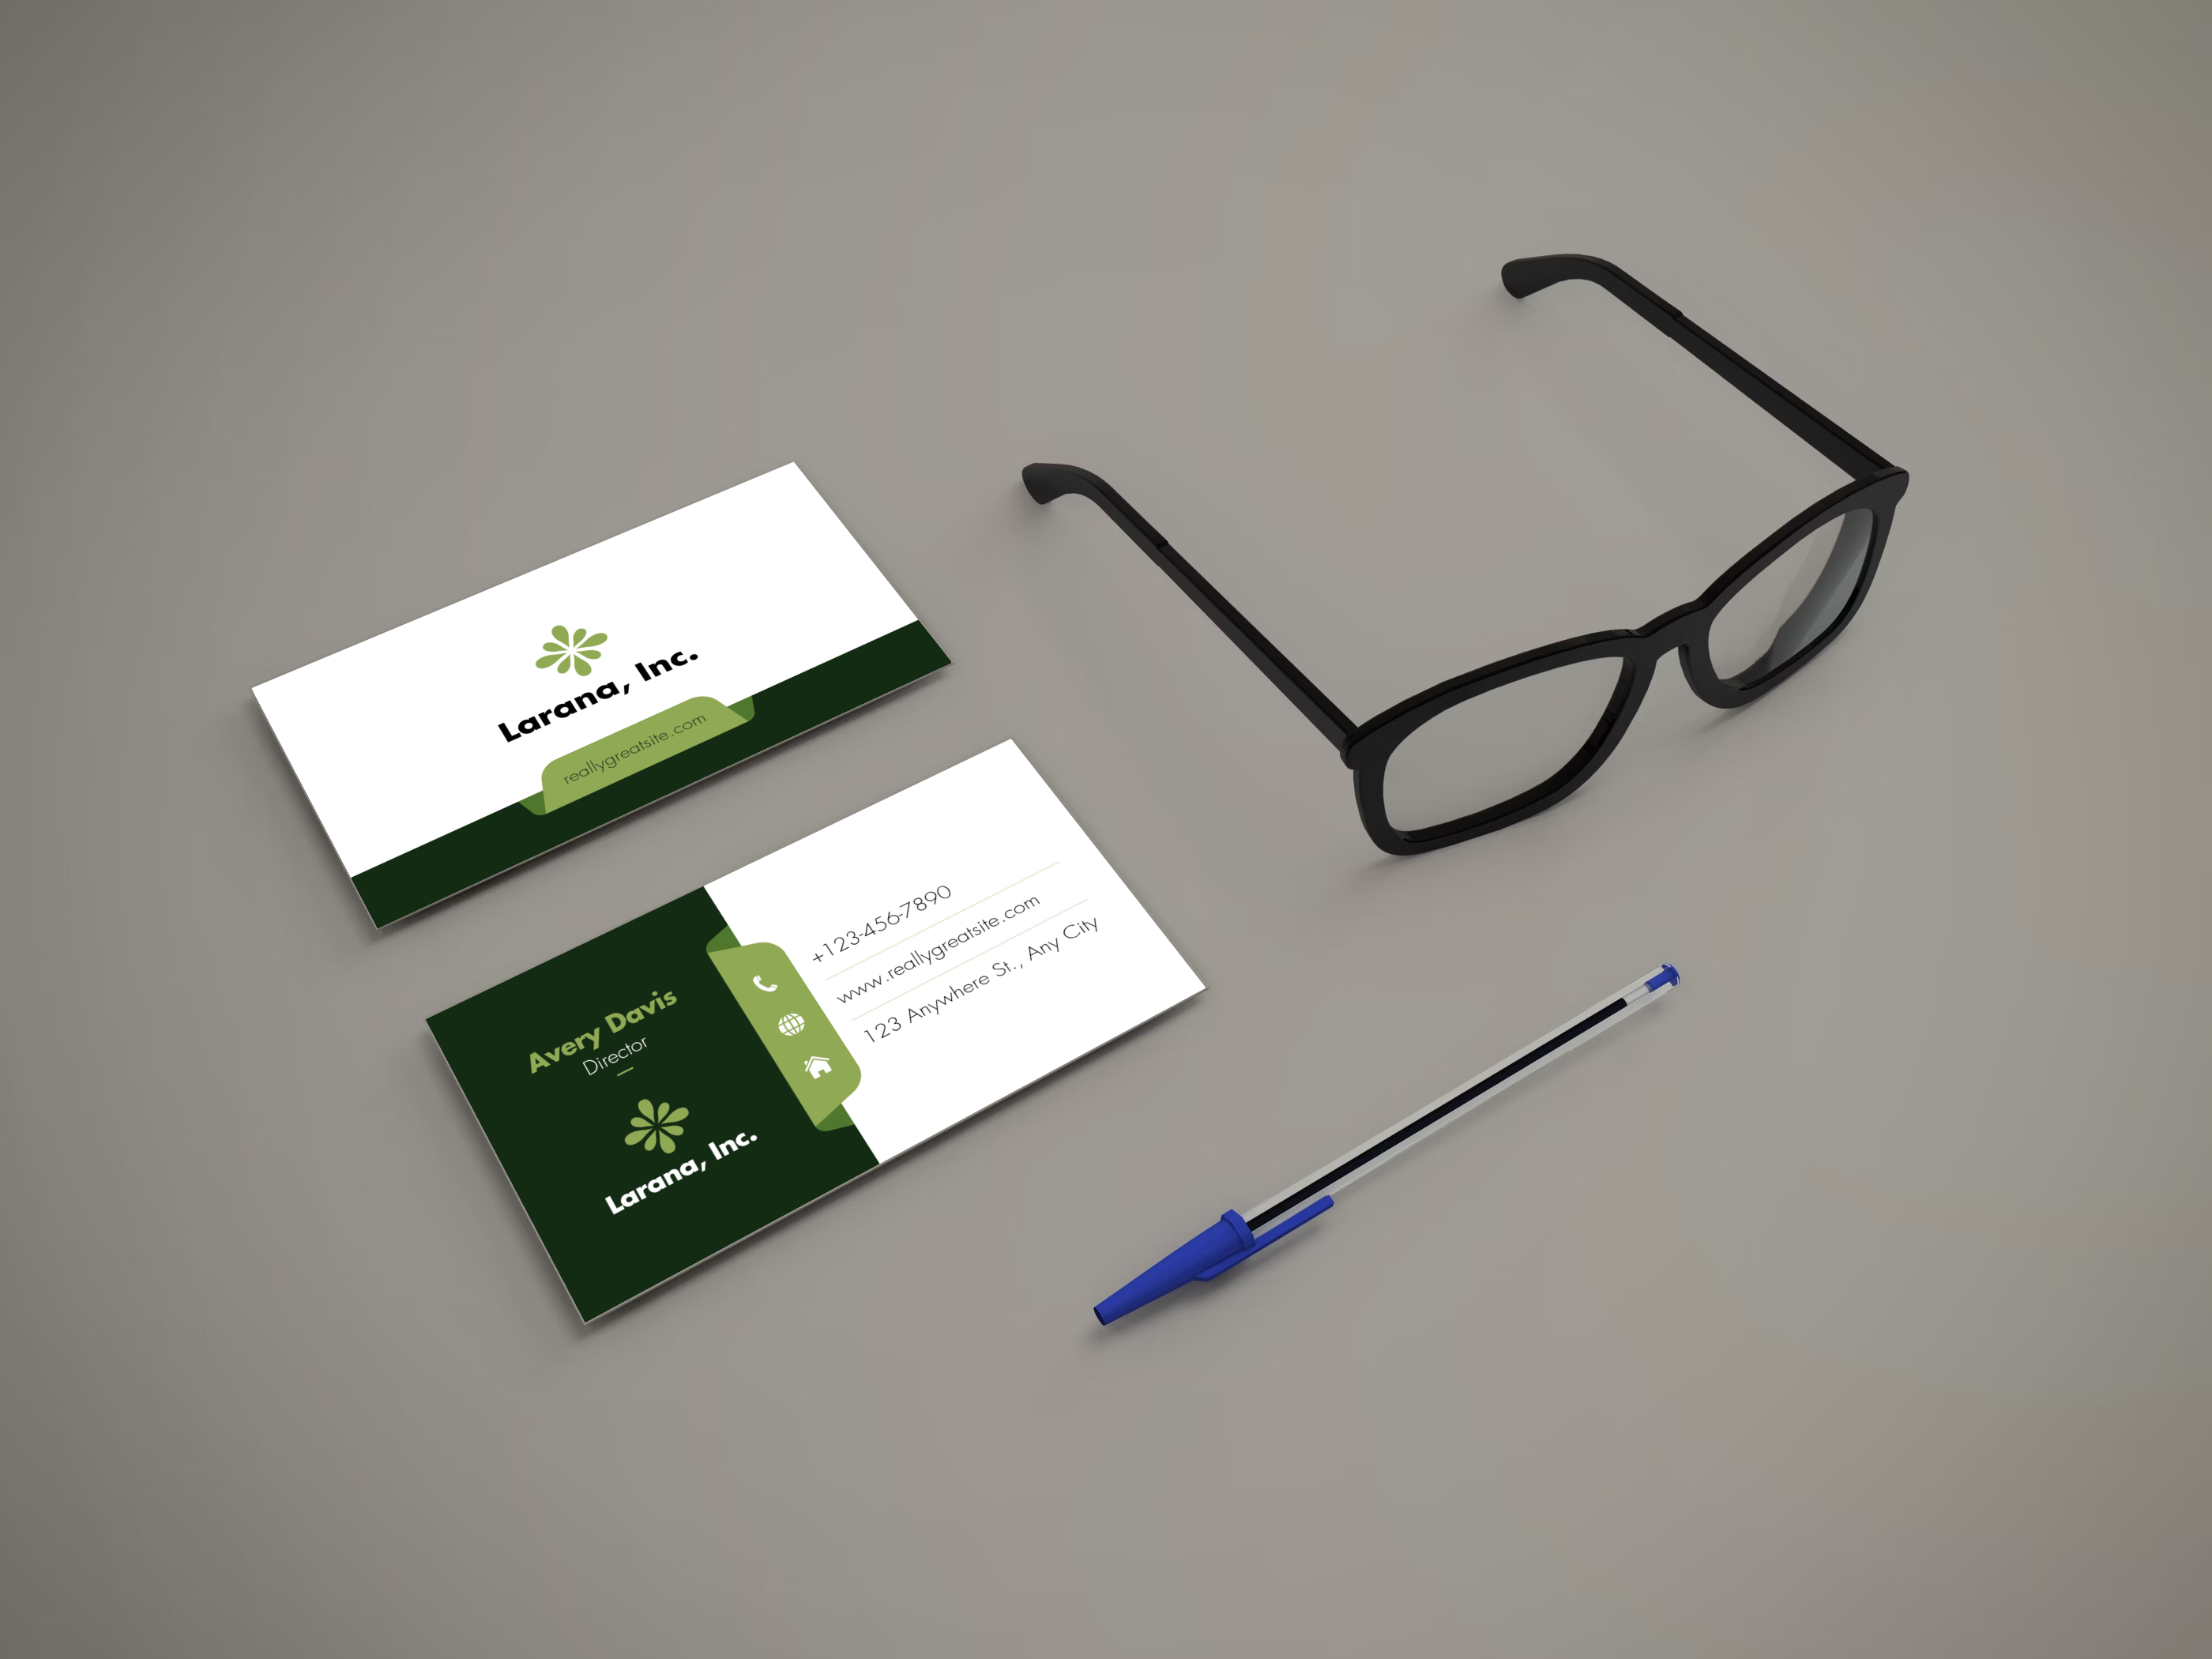 Larana, Inc.
reallygreatsite.com
Avery Davis
Director
Larana, Inc.
+123-456-7890
www.reallygreatsite.com
123 Anywhere St., Any City